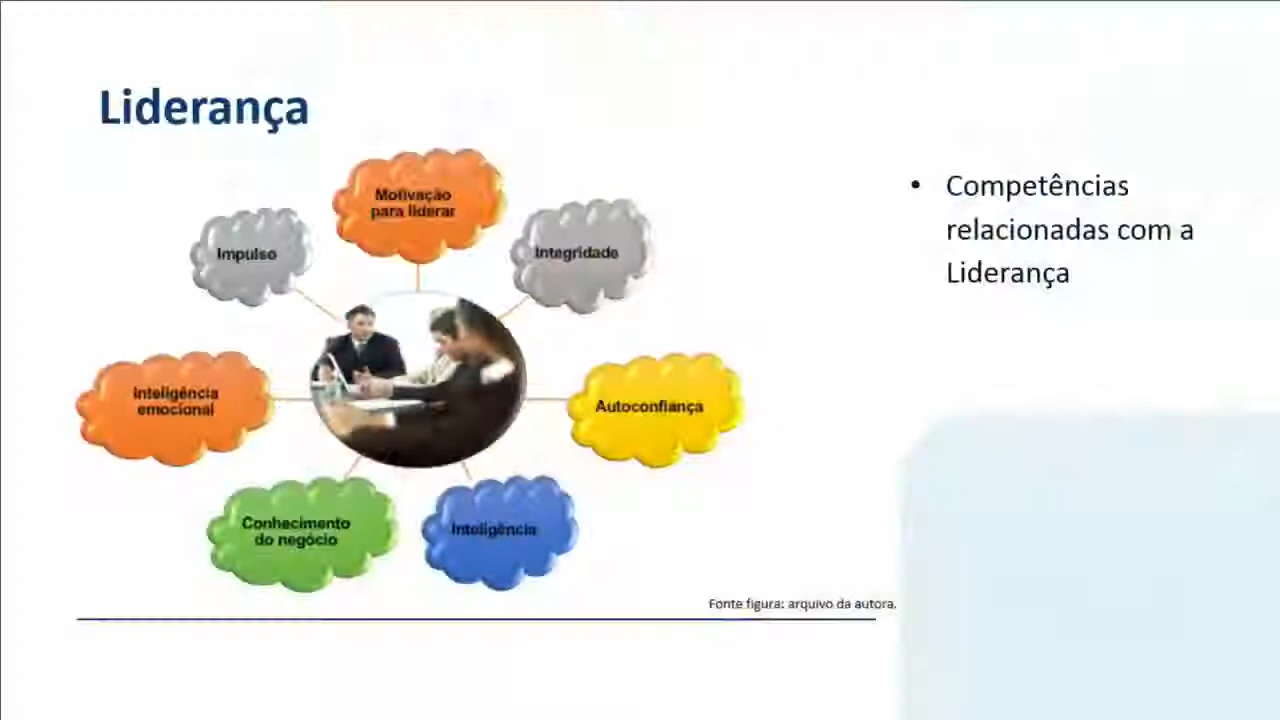 Liderança
Motivação
para liderar
Impulso
Integridade
Inteligência
emocional
Autoconfiança
Conhecimento
do negócio
Inteligência
• Competências
relacionadas com a
Liderança
Fonte figura: arquivo da autora.